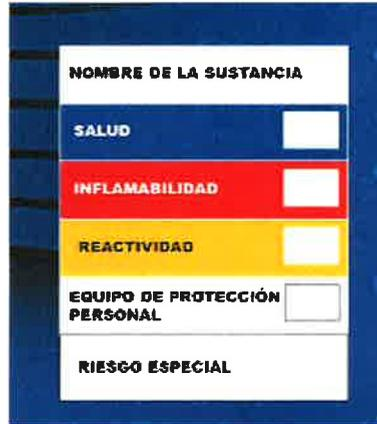 NOMBRE DE LA SUSTANCIA
SALUD
INFLAMABILIDAD
REACTIVIDAD
EQUIPO DE PROTECCIÓN
PERSONAL
RIESGO ESPECIAL